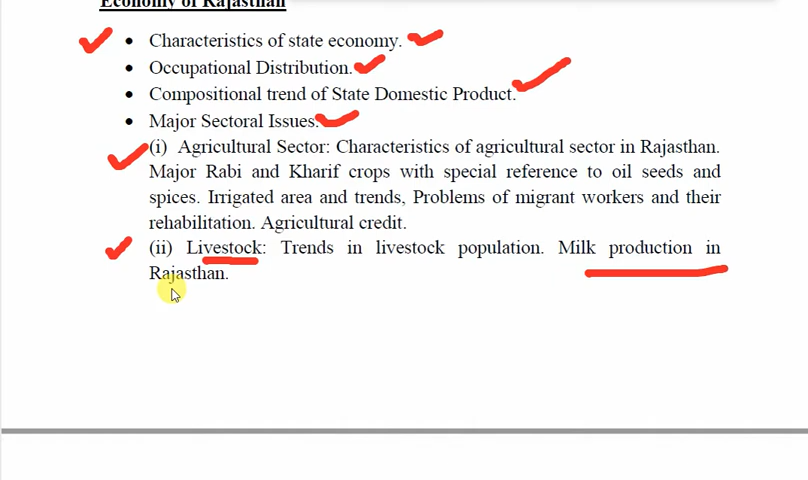 Economy of Rajasthan
• Characteristics of state economy.
• Occupational Distribution.
• Compositional trend of State Domestic Product.
• Major Sectoral Issues:
(i) Agricultural Sector: Characteristics of agricultural sector in Rajasthan.
Major Rabi and Kharif crops with special reference to oil seeds and
spices. Irrigated area and trends, Problems of migrant workers and their
rehabilitation. Agricultural credit.
(ii) Livestock: Trends in livestock population. Milk production in
Rajasthan.